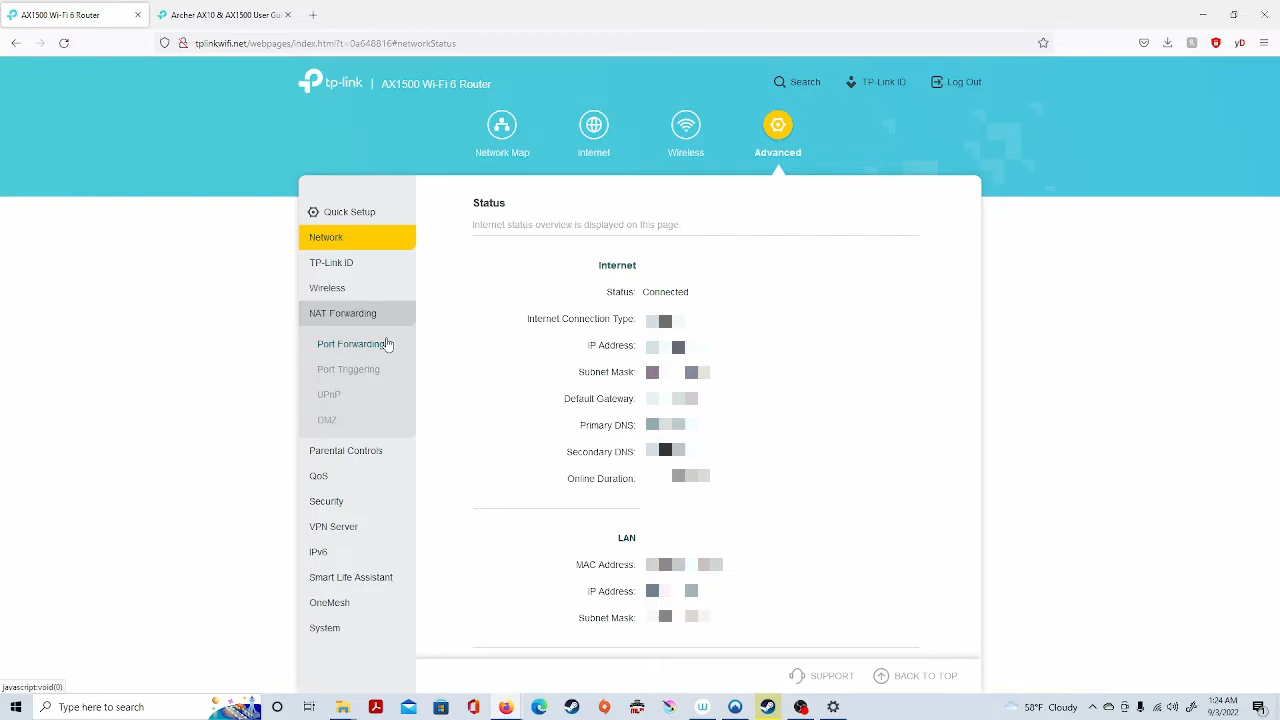 AX1500 Wi-Fi 6 Router
Archer AX10 & AX1500 User Gui
tplinkwifi.net/webpages/index.html?t=0a648816#networkStatus
yD
tp-link | AX1500 Wi-Fi 6 Router
Search
TP-Link ID
Log Out
Network Map
Internet
Wireless
Advanced
Quick Setup
Network
TP-Link ID
Wireless
NAT Forwarding
Port Forwarding
Port Triggering
UPnP
DMZ
Parental Controls
QoS
Security
VPN Server
IPv6
Smart Life Assistant
OneMesh
System
Status
Internet status overview is displayed on this page.
Internet
Status: Connected
Internet Connection Type:
IP Address:
Subnet Mask:
Default Gateway:
Primary DNS:
Secondary DNS:
Online Duration:
LAN
MAC Address:
IP Address:
Subnet Mask:
SUPPORT
BACK TO TOP
javascript:void(0)
Type here to search
58°F Cloudy
1:24 AM
9/3/2022